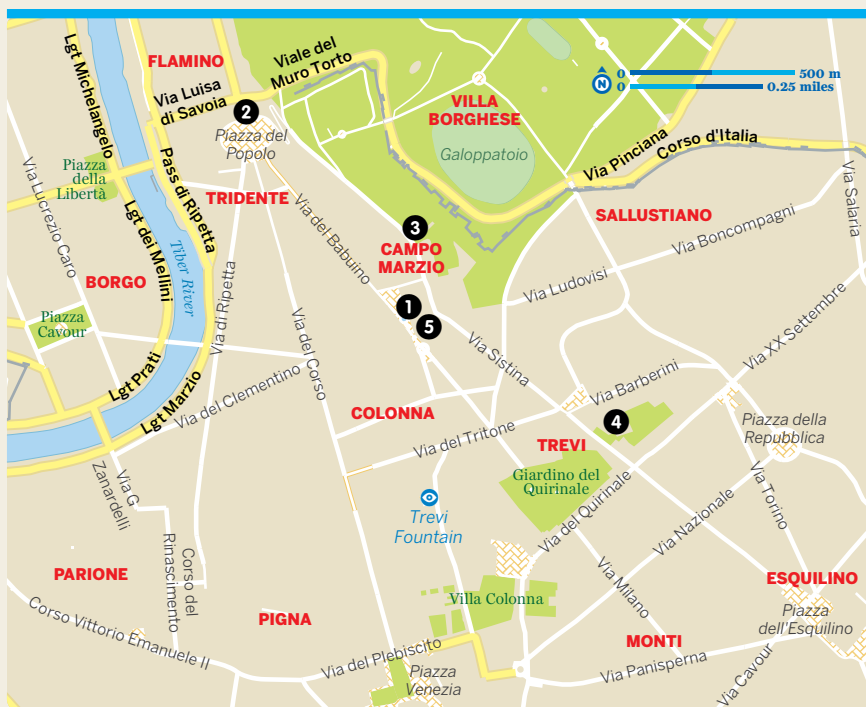 FLAMINO
Viale del
Muro Torto
Lgt Michelangelo
Via Luisa
di Savoia
2
Piazza del
Popolo
VILLA
BORGHESE
Galoppatoio
N
0 500 m
0 0.25 miles
Via Pinciana
Corso d'Italia
Via Salaria
Piazza
della
Libertà
Pass di Ripetta
Via Lucrezio Caro
TRIDENTE
Lgt dei Mellini
Tiber River
Via del Babuino
3
CAMPO
MARZIO
SALLUSTIANO
Via Boncompagni
BORGO
Piazza
Cavour
Via di Ripetta
1
5
Via Ludovisi
Via Sistina
Via XX Settembre
Lgt Prati
Lgt Marzio
Via del Corso
Via del Clementino
COLONNA
Via Barberini
4
Via del Tritone
TREVI
Piazza della
Repubblica
Via G
Zanardelli
Giardino del
Quirinale
Trevi
Fountain
Via del Quirinale
Via Nazionale
Via Torino
PARIONE
Corso del
Rinascimento
Corso Vittorio Emanuele II
PIGNA
Villa Colonna
Via Milano
ESQUILINO
Piazza
dell'Esquilino
MONTI
Via del Plebiscito
Piazza
Venezia
Via Panisperna
Via Cavour